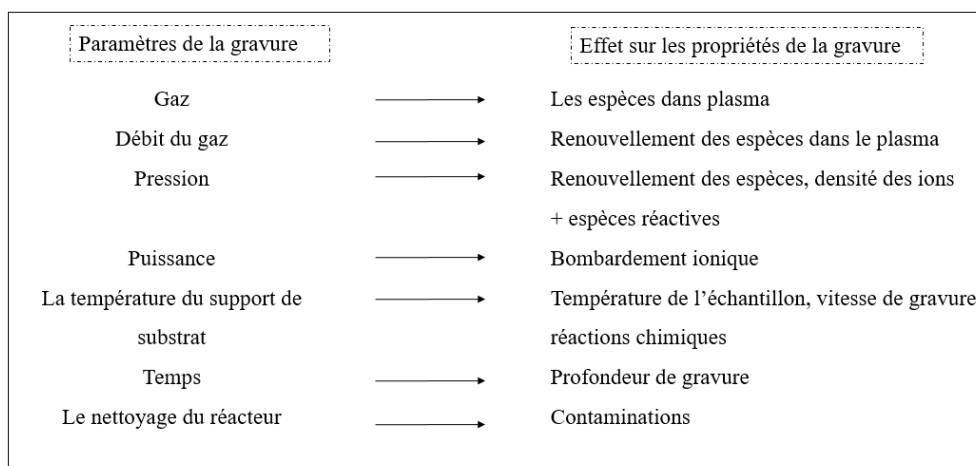 Paramètres de la gravure
Effet sur les propriétés de la gravure
Gaz
Les espèces dans plasma
Débit du gaz
Renouvellement des espèces dans le plasma
Pression
Renouvellement des espèces, densité des ions
+ espèces réactives
Puissance
Bombardement ionique
La température du support de
substrat
Température de l’échantillon, vitesse de gravure
réactions chimiques
Temps
Profondeur de gravure
Le nettoyage du réacteur
Contaminations